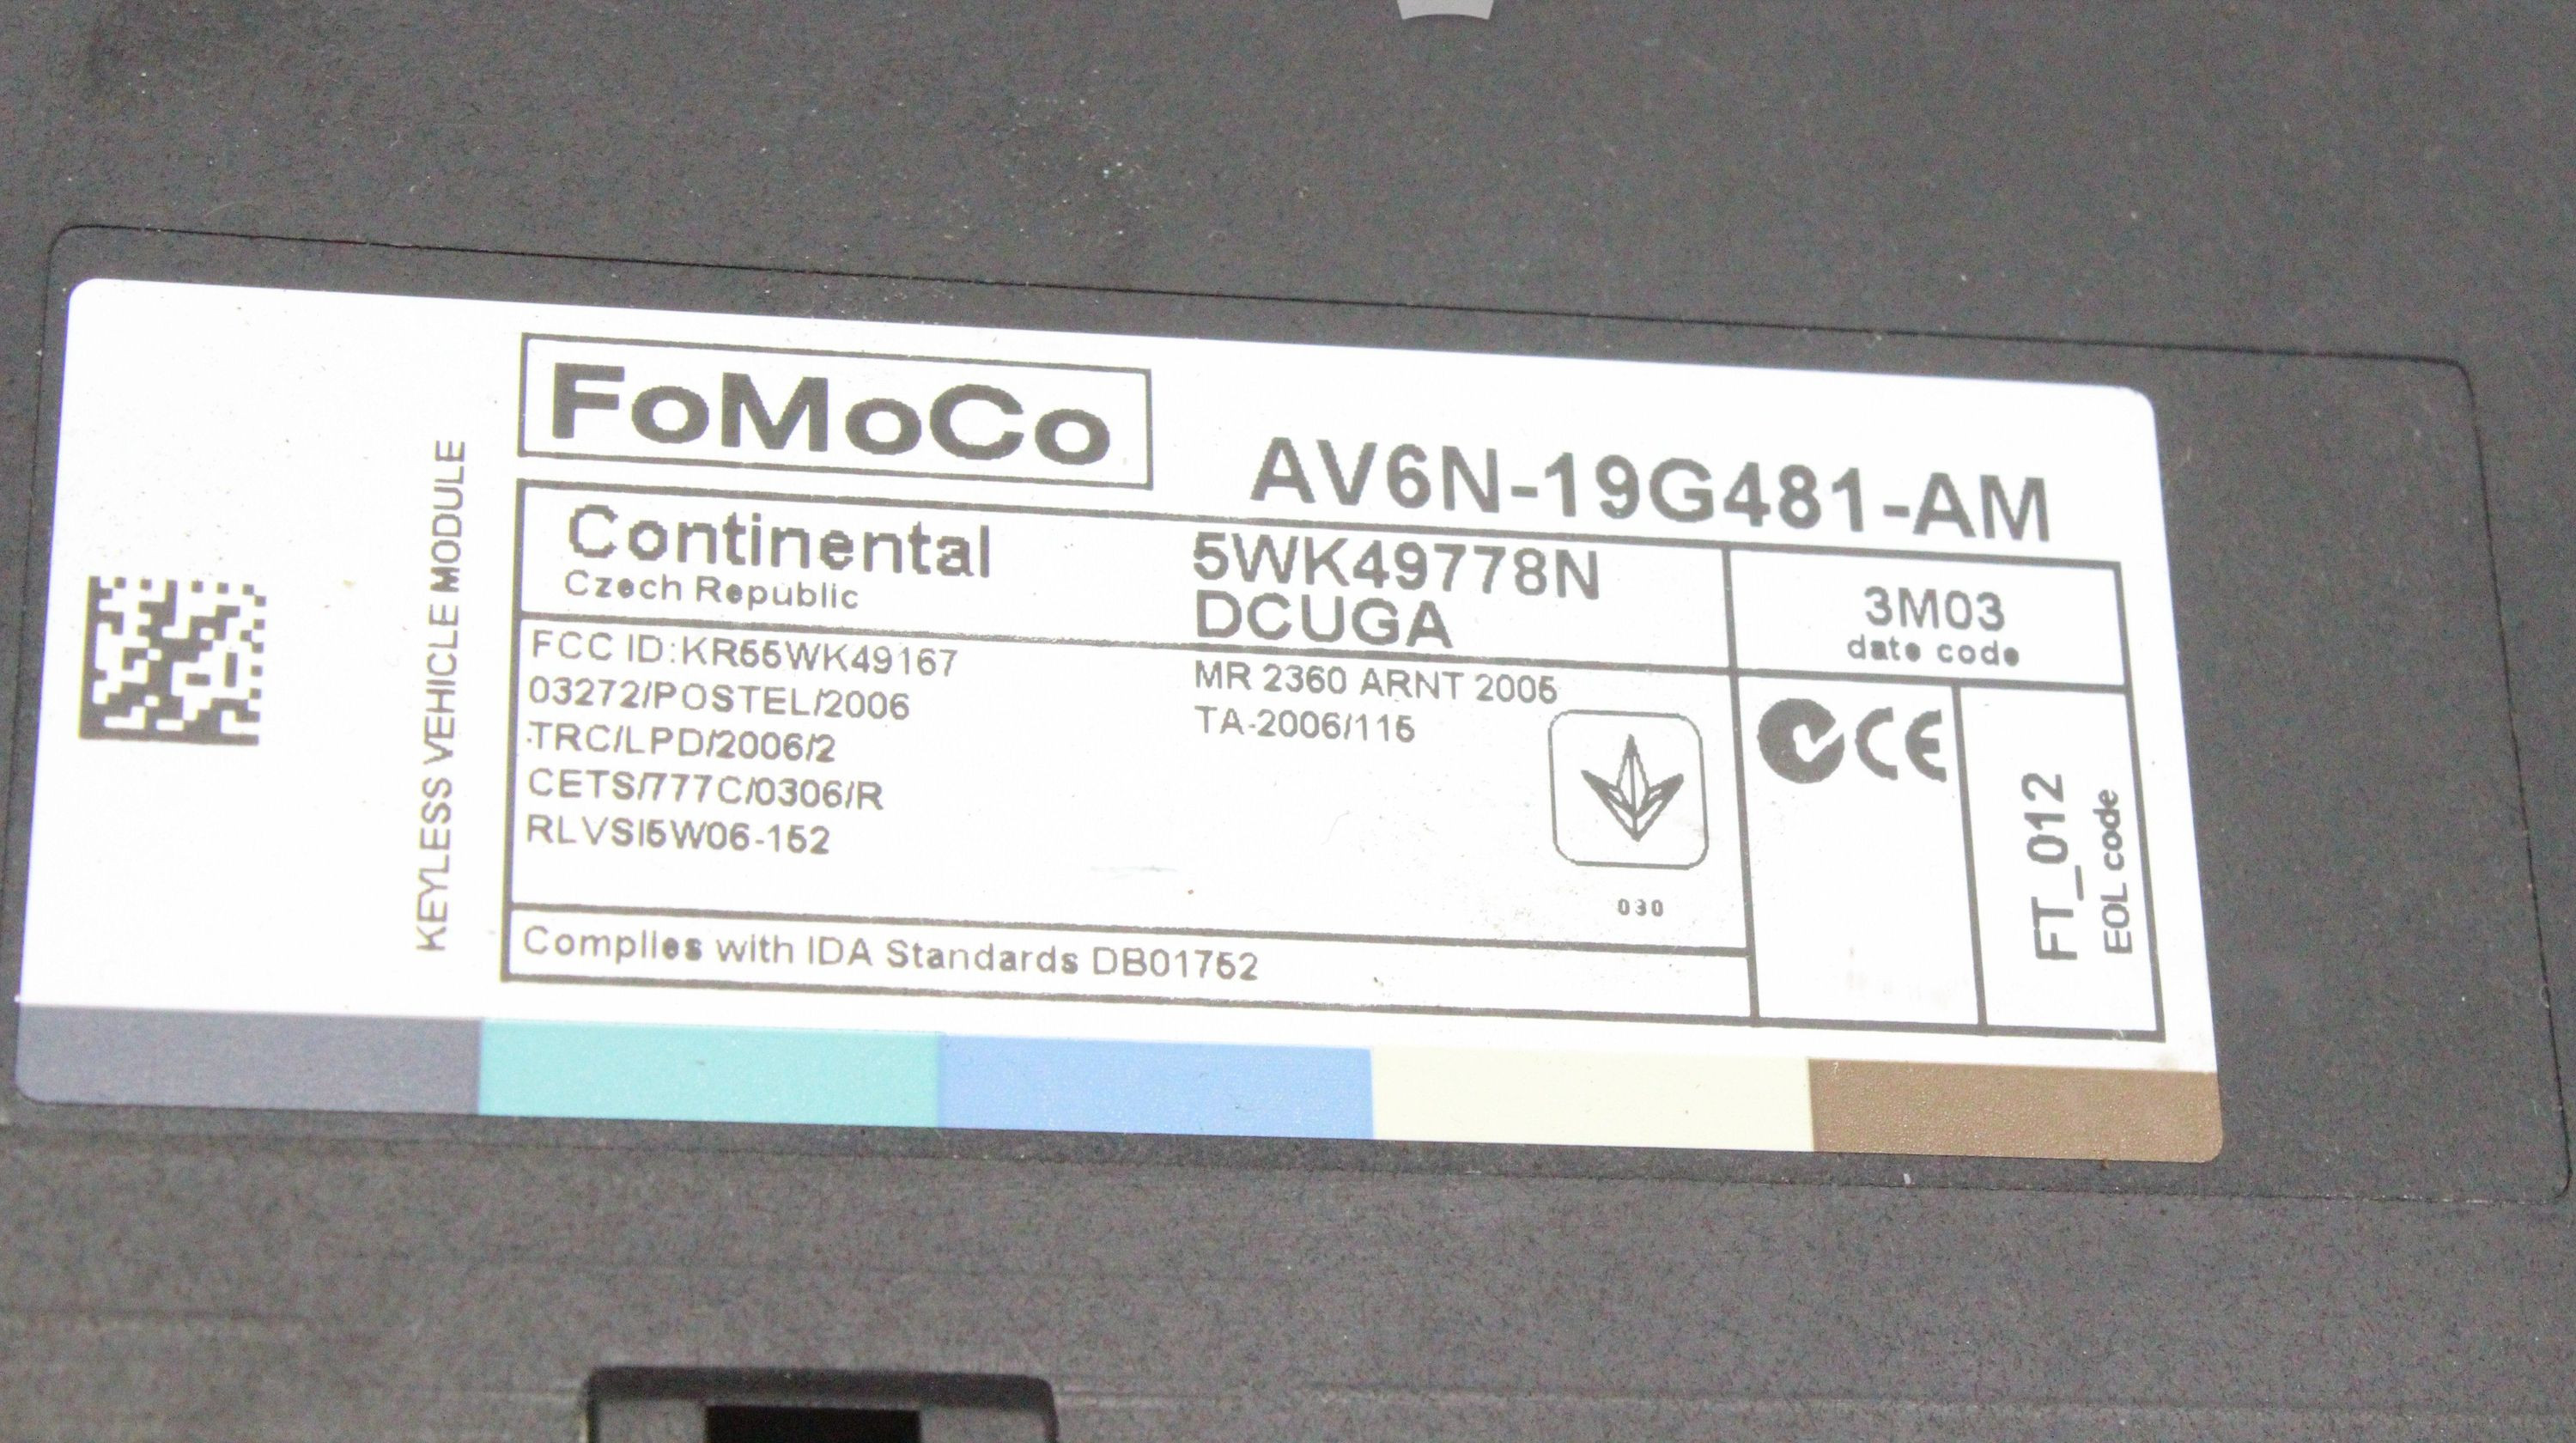 FoMoCo
AV6N-19G481-AM
KEYLESS VEHICLE MODULE
Continental
Czech Republic
5WK49778N
DCUGA
3M03
date code
FCC ID:KR55WK49167
03272/POSTEL/2006
TRC/LPD/2006/2
CETS/777C/0306/R
RLVSI5W06-152
MR 2360 ARNT 2005
TA-2006/115
030
CE
FT_012
EOL code
Complies with IDA Standards DB01752